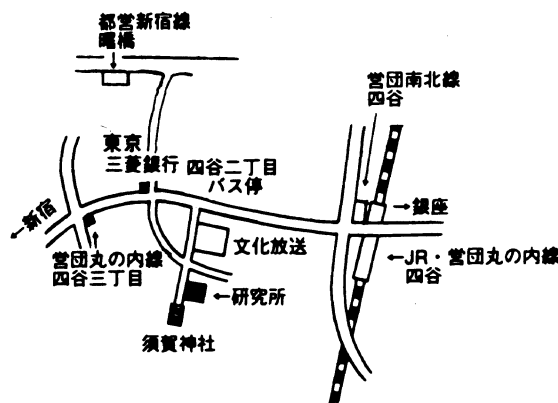 都営新宿線
曙橋
営団南北線
四谷
東京
三菱銀行
四谷二丁目
バス停
←新宿
→銀座
営団丸の内線
四谷三丁目
文化放送
←JR・営団丸の内線
四谷
←研究所
須賀神社